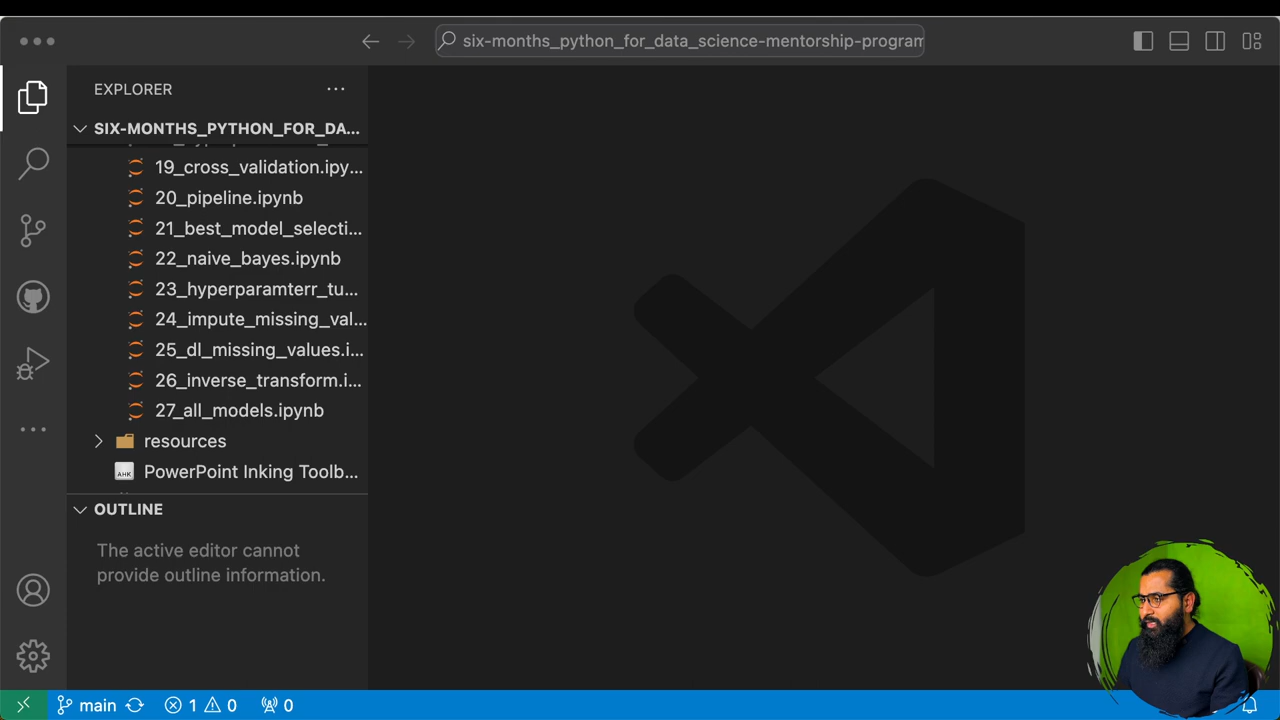 six-months_python_for_data_science-mentorship-program
EXPLORER
SIX-MONTHS_PYTHON_FOR_DA...
19_cross_validation.ipy...
20_pipeline.ipynb
21_best_model_selecti...
22_naive_bayes.ipynb
23_hyperparamterr_tu...
24_impute_missing_val...
25_dl_missing_values.i...
26_inverse_transform.i...
27_all_models.ipynb
resources
AHK PowerPoint Inking Toolb...
OUTLINE
The active editor cannot
provide outline information.
main 1 0 0